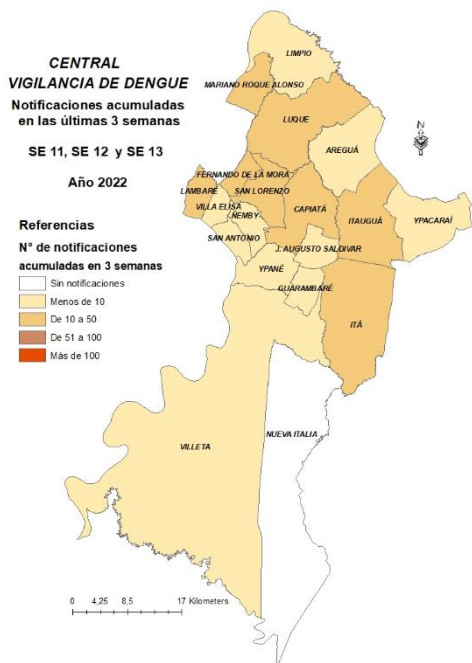 CENTRAL
VIGILANCIA DE DENGUE
Notificaciones acumuladas
en las últimas 3 semanas
SE 11, SE 12 y SE 13
Año 2022
Referencias
N° de notificaciones
acumuladas en 3 semanas
Sin notificaciones
Menos de 10
De 10 a 50
De 51 a 100
Más de 100
LIMPIO
MARIANO ROQUE ALONSO
LUQUE
N
AREGUÁ
FERNANDO DE LA MORA
LAMBARÉ
SAN LORENZO
VILLA ELISA
CAPIATÁ
ITAUGUÁ
YPACARAÍ
ÑEMBY
SAN ANTONIO
J. AUGUSTO SALDIVAR
YPANÉ
GUARAMBARÉ
ITÁ
NUEVA ITALIA
VILLETA
0 4,25 8,5 17 Kilometers